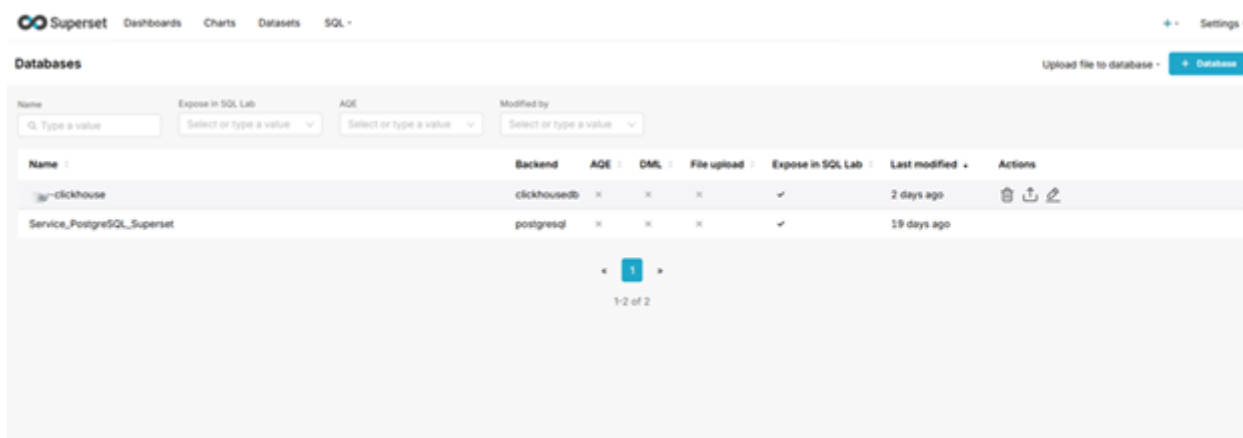 Superset Dashboards Charts Datasets SQL Settings
Databases Upload file to database + Database
Name Expose in SQL Lab AQE Modified by
Type a value Select or type a value Select or type a value Select or type a value
Name Backend AQE DML File upload Expose in SQL Lab Last modified Actions
-clickhouse clickhousedb 2 days ago
Service_PostgreSQL_Superset postgresql 19 days ago
« 1 »
1-2 of 2